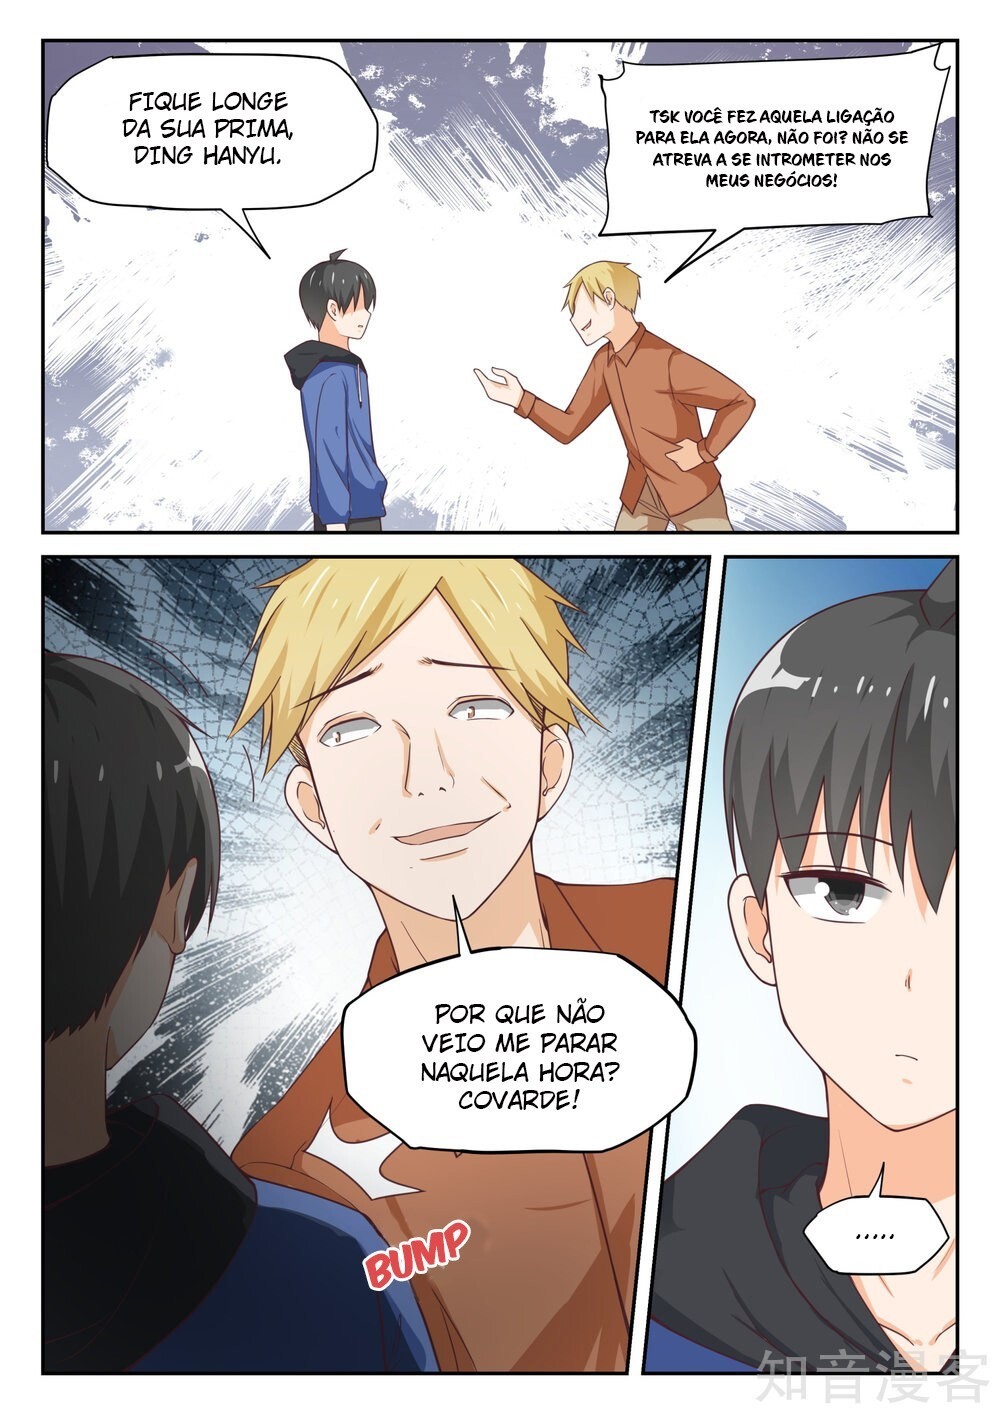 FIQUE LONGE
DA SUA PRIMA,
DING HANYU.
TSK VOCÊ FEZ AQUELA LIGAÇÃO
PARA ELA AGORA, NÃO FOI? NÃO SE
ATREVA A SE INTROMETER NOS
MEUS NEGÓCIOS!
POR QUE NÃO
VEIO ME PARAR
NAQUELA HORA?
COVARDE!
BUMP
.....
知音漫客